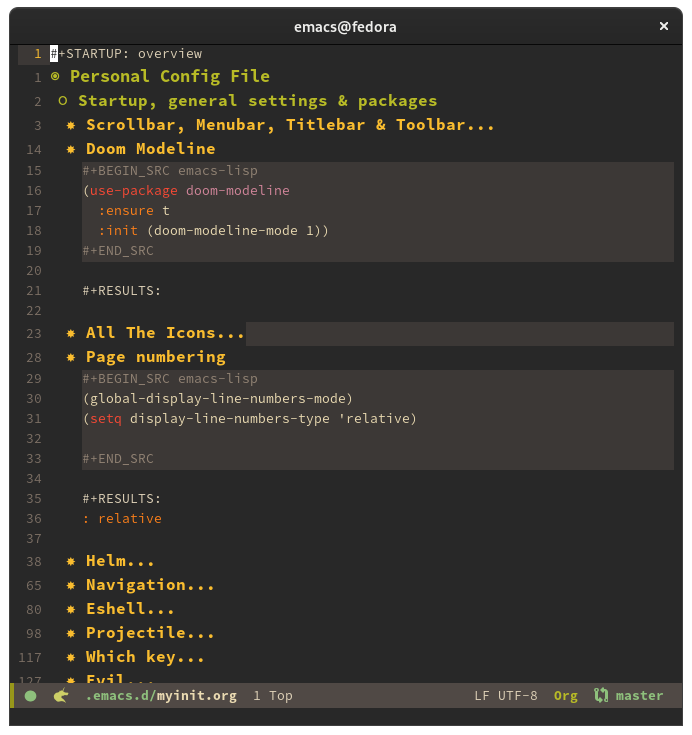 emacs@fedora ×
1 #+STARTUP: overview
1 ◉ Personal Config File
2 ○ Startup, general settings & packages
3 ✸ Scrollbar, Menubar, Titlebar & Toolbar...
14 ✸ Doom Modeline
15 #+BEGIN_SRC emacs-lisp
16 (use-package doom-modeline
17 :ensure t
18 :init (doom-modeline-mode 1))
19 #+END_SRC
20
21 #+RESULTS:
22
23 ✸ All The Icons...
28 ✸ Page numbering
29 #+BEGIN_SRC emacs-lisp
30 (global-display-line-numbers-mode)
31 (setq display-line-numbers-type 'relative)
32
33 #+END_SRC
34
35 #+RESULTS:
36 : relative
37
38 ✸ Helm...
65 ✸ Navigation...
80 ✸ Eshell...
98 ✸ Projectile...
117 ✸ Which key...
127 ✸ Evil...
.emacs.d/myinit.org 1 Top LF UTF-8 Org master